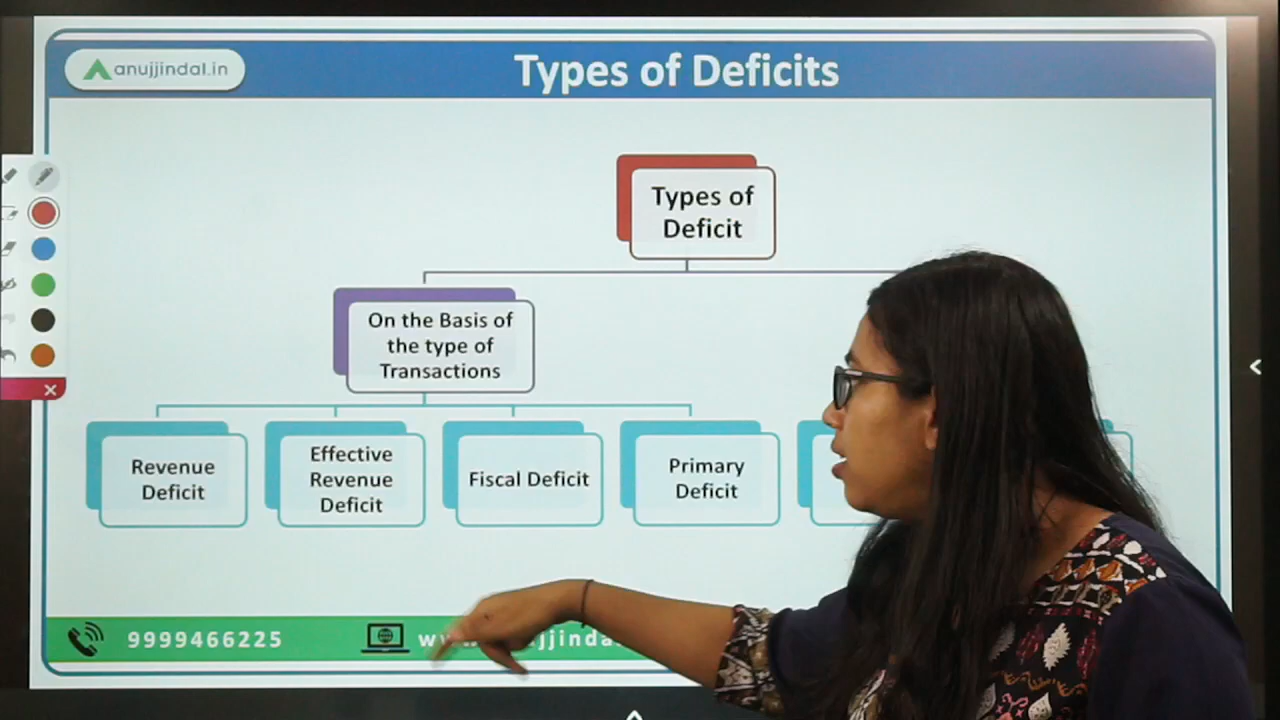 anujjindal.in
Types of Deficits
Types of
Deficit
On the Basis of
the type of
Transactions
Revenue
Deficit
Effective
Revenue
Deficit
Fiscal Deficit
Primary
Deficit
9999466225